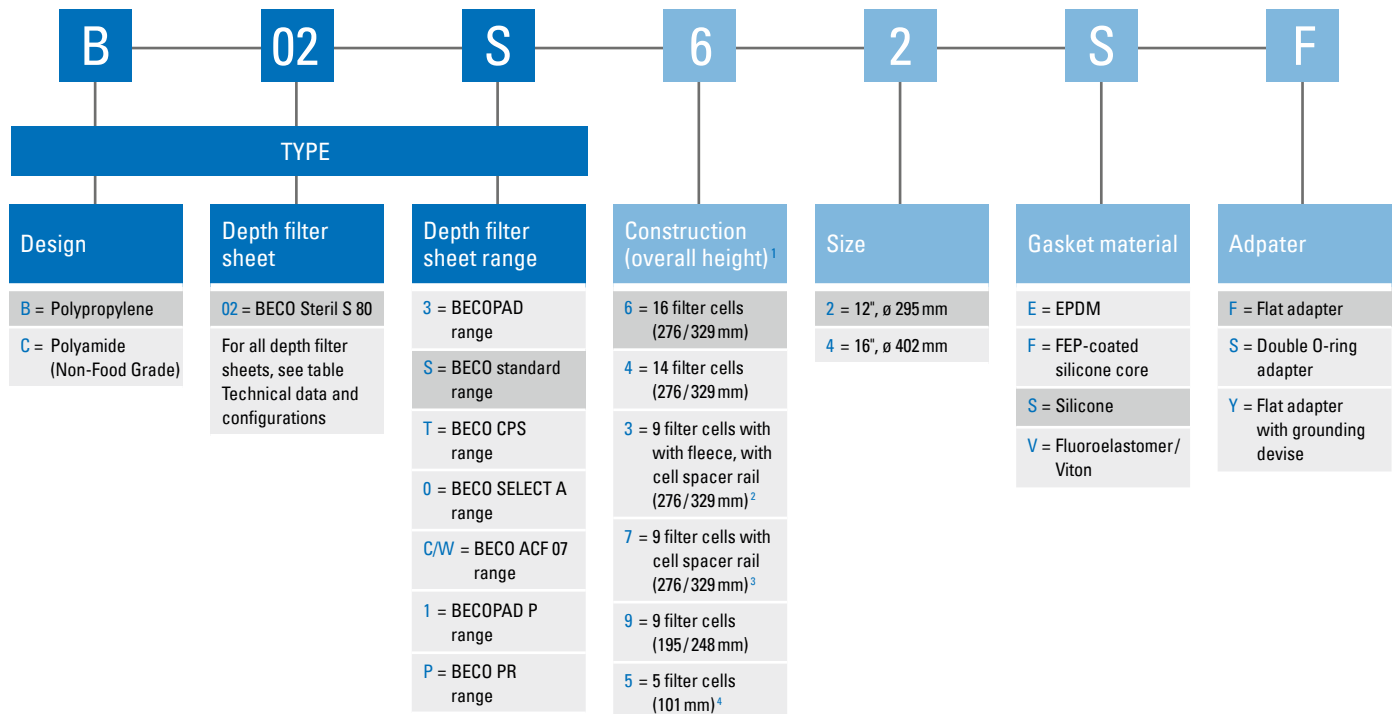 B
02
S
6
2
S
F
TYPE
Design
B = Polypropylene
C = Polyamide
(Non-Food Grade)
Depth filter
sheet
02 = BECO Steril S 80
For all depth filter
sheets, see table
Technical data and
configurations
Depth filter
sheet range
3 = BECOPAD
range
S = BECO standard
range
T = BECO CPS
range
0 = BECO SELECT A
range
C/W = BECO ACF 07
range
1 = BECOPAD P
range
P = BECO PR
range
Construction
(overall height) 1
6 = 16 filter cells
(276/329 mm)
4 = 14 filter cells
(276/329 mm)
3 = 9 filter cells with
with fleece, with
cell spacer rail
(276/329 mm) 2
7 = 9 filter cells with
cell spacer rail
(276/329 mm) 3
9 = 9 filter cells
(195/248 mm)
5 = 5 filter cells
(101 mm) 4
Size
2 = 12", ø 295 mm
4 = 16", ø 402 mm
Gasket material
E = EPDM
F = FEP-coated
silicone core
S = Silicone
V = Fluoroelastomer/
Viton
Adpater
F = Flat adapter
S = Double O-ring
adapter
Y = Flat adapter
with grounding
devise